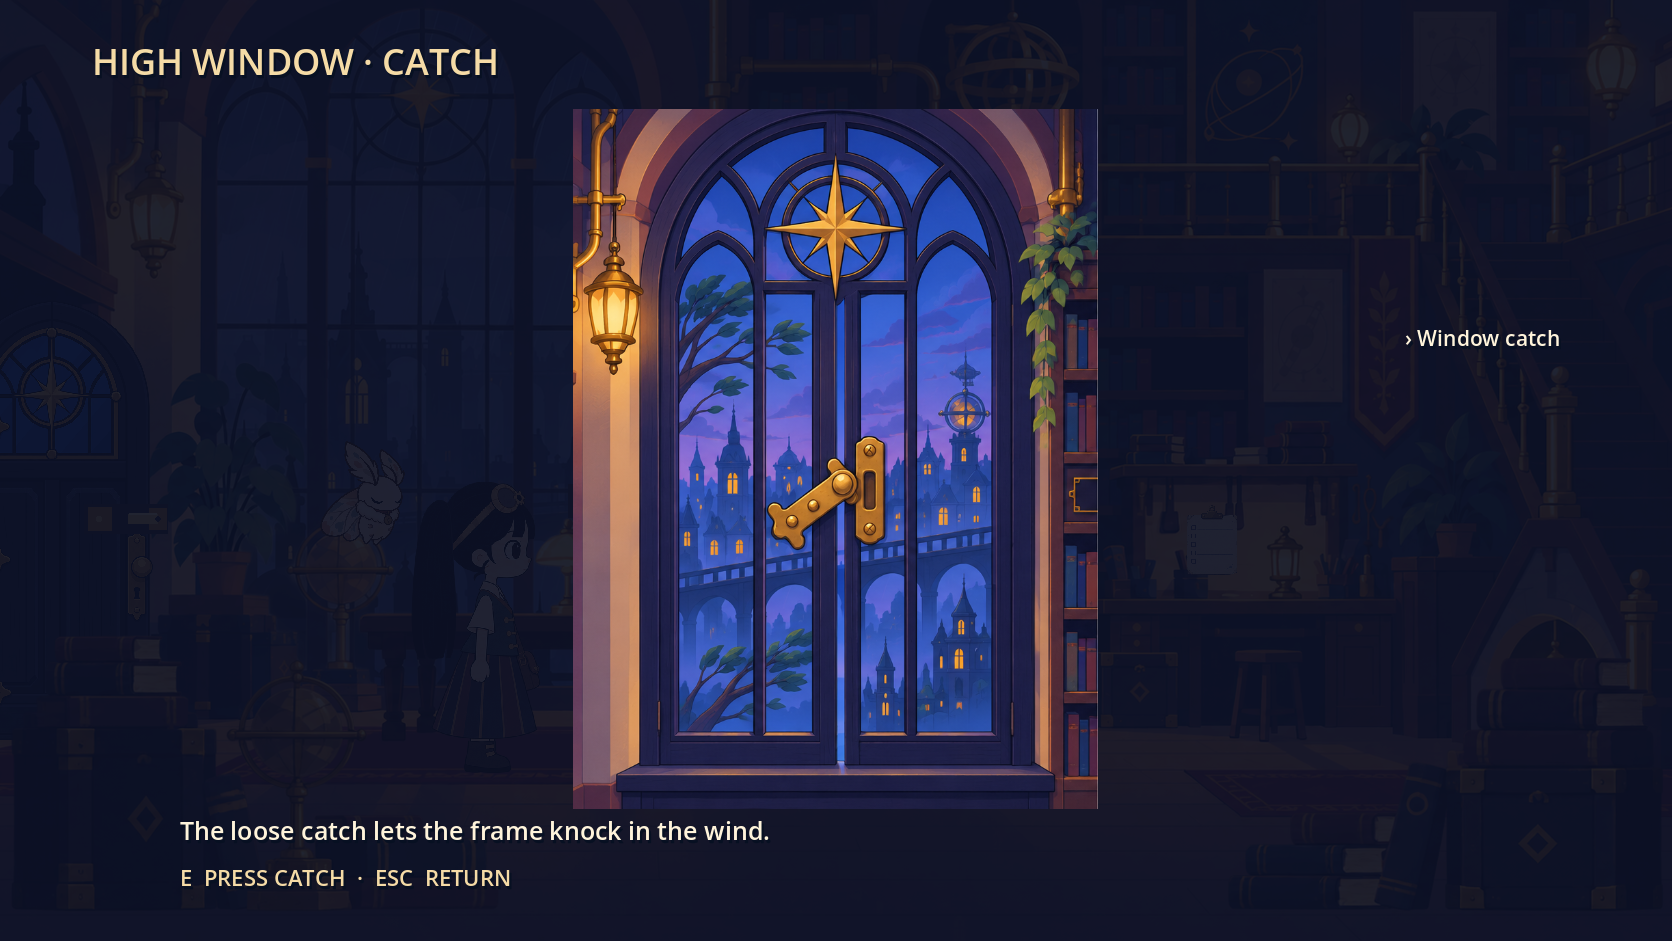 HIGH WINDOW · CATCH
› Window catch
The loose catch lets the frame knock in the wind.
E PRESS CATCH · ESC RETURN